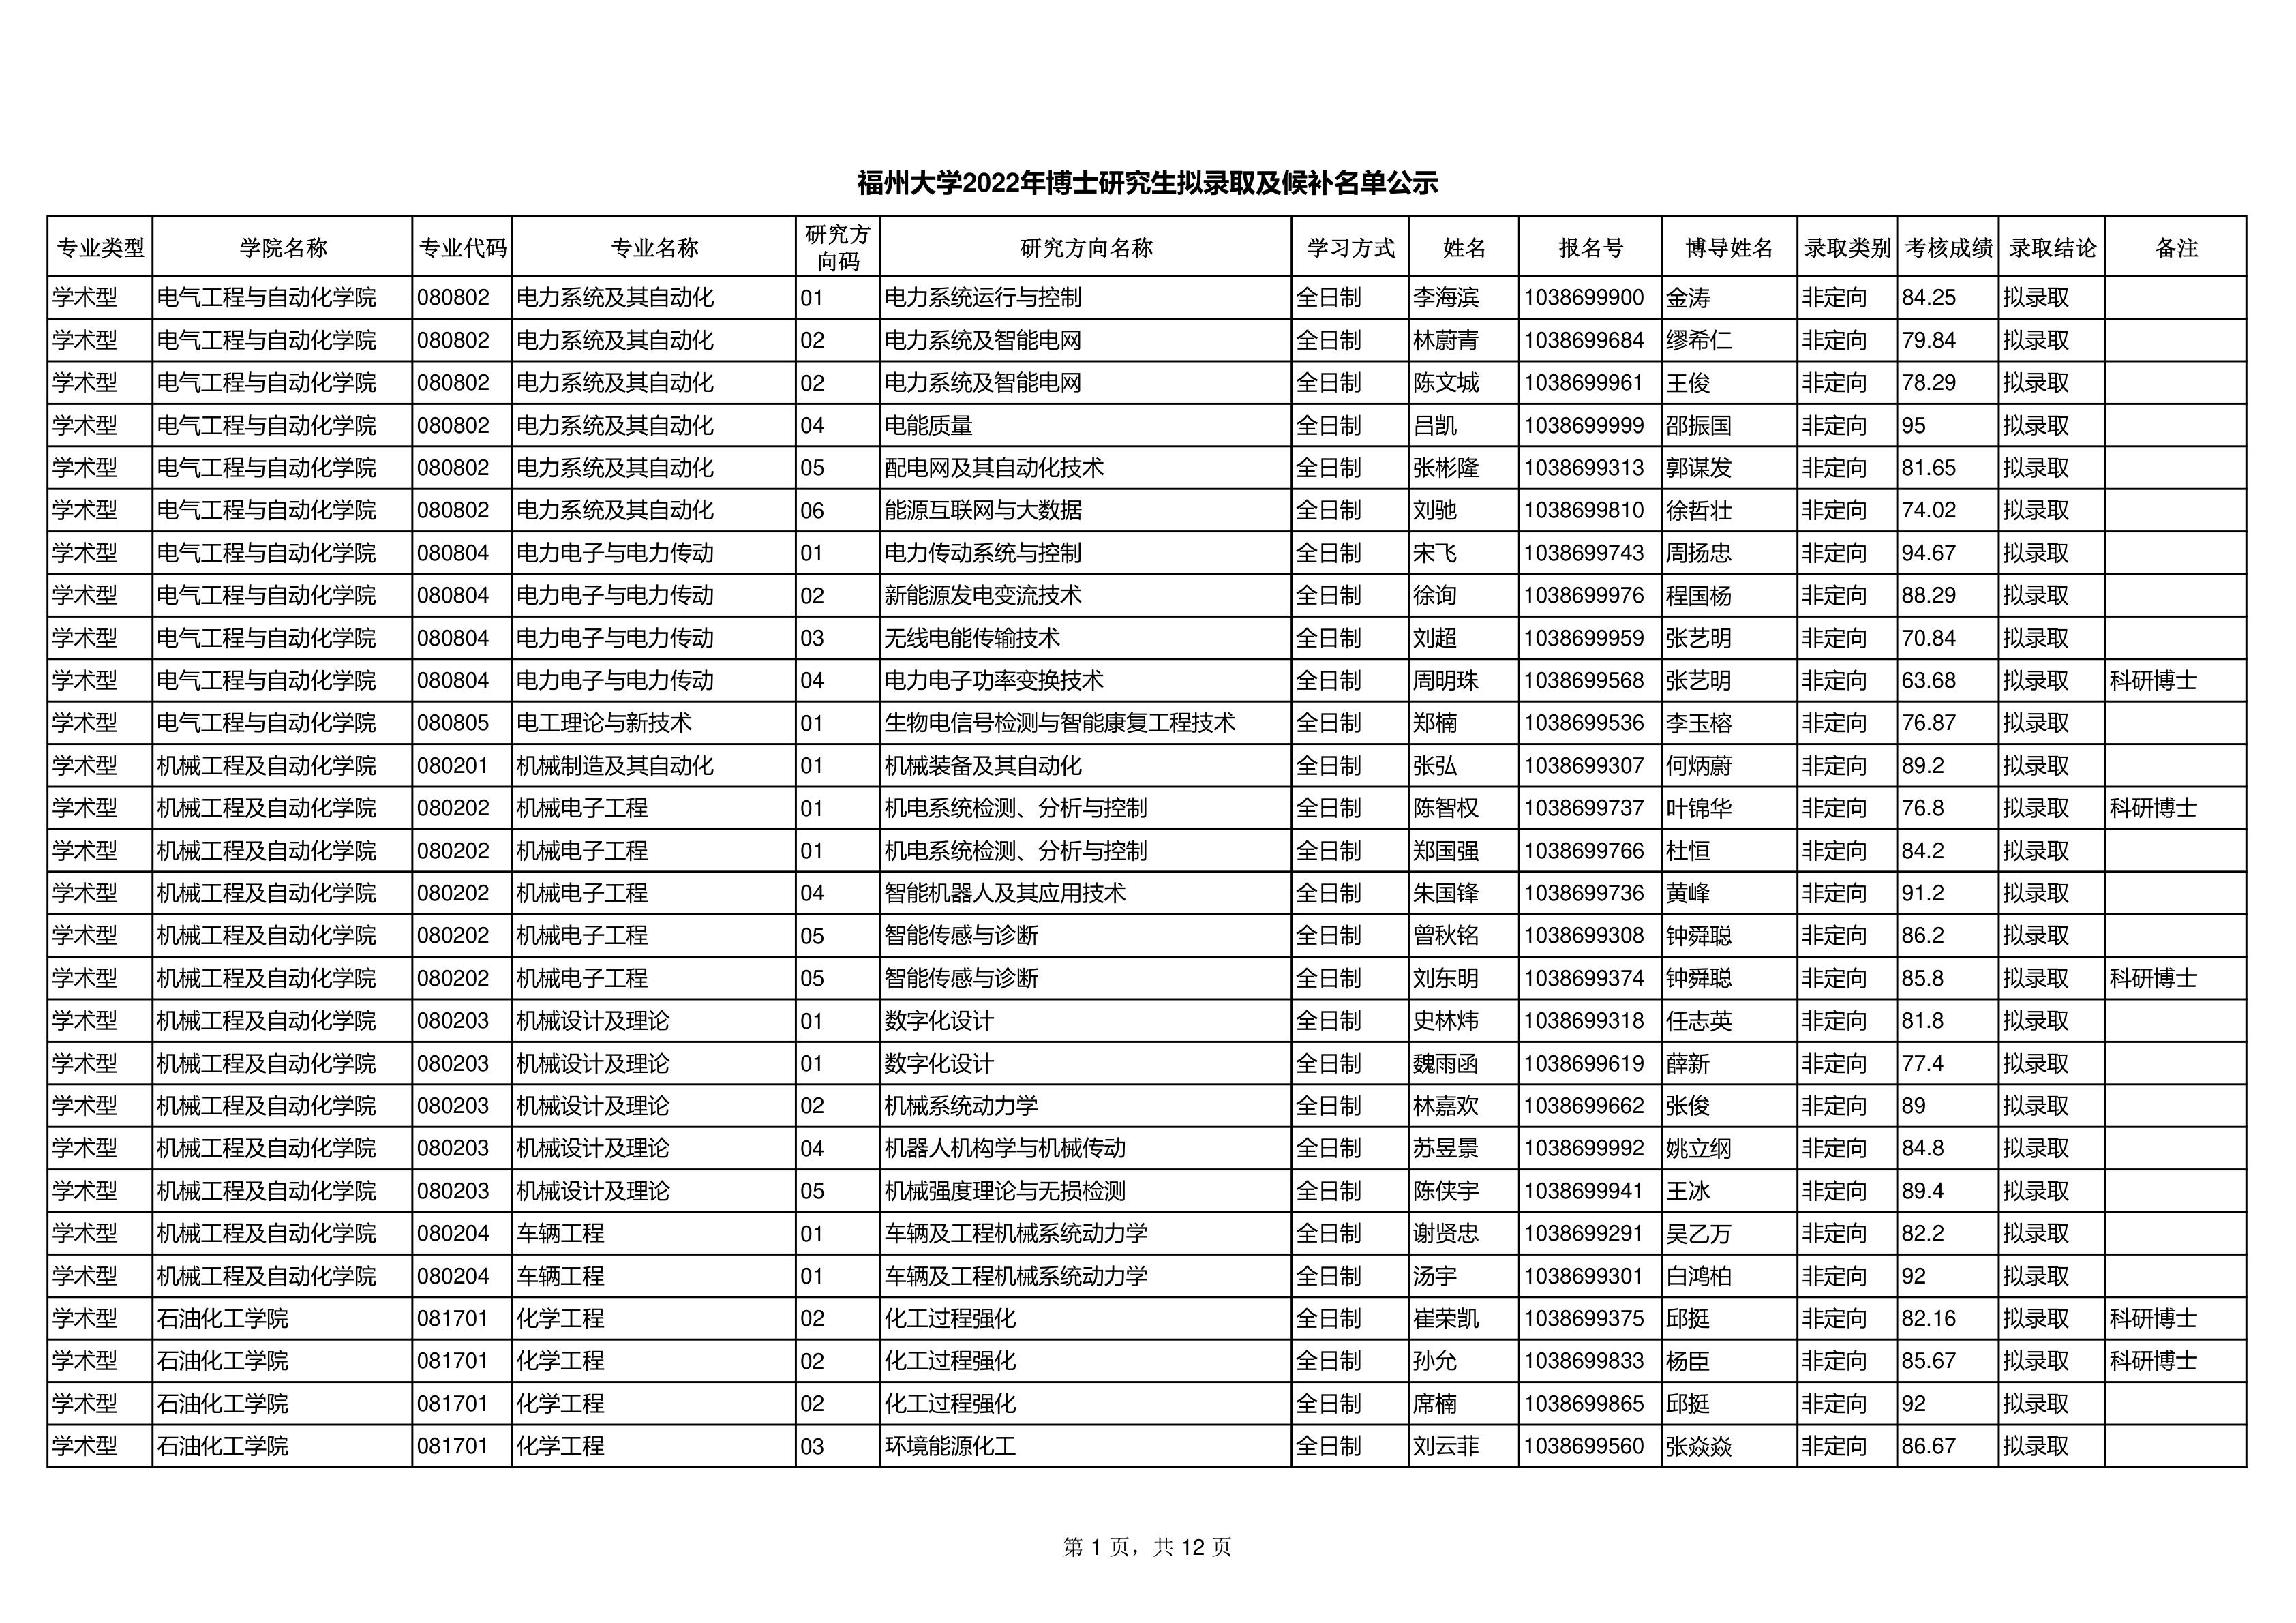 福州大学2022年博士研究生拟录取及候补名单公示
专业类型 学院名称 专业代码 专业名称 研究方向码 研究方向名称 学习方式 姓名 报名号 博导姓名 录取类别 考核成绩 录取结论 备注
学术型 电气工程与自动化学院 080802 电力系统及其自动化 01 电力系统运行与控制 全日制 李海滨 1038699900 金涛 非定向 84.25 拟录取
学术型 电气工程与自动化学院 080802 电力系统及其自动化 02 电力系统及智能电网 全日制 林蔚青 1038699684 缪希仁 非定向 79.84 拟录取
学术型 电气工程与自动化学院 080802 电力系统及其自动化 02 电力系统及智能电网 全日制 陈文城 1038699961 王俊 非定向 78.29 拟录取
学术型 电气工程与自动化学院 080802 电力系统及其自动化 04 电能质量 全日制 吕凯 1038699999 邵振国 非定向 95 拟录取
学术型 电气工程与自动化学院 080802 电力系统及其自动化 05 配电网及其自动化技术 全日制 张彬隆 1038699313 郭谋发 非定向 81.65 拟录取
学术型 电气工程与自动化学院 080802 电力系统及其自动化 06 能源互联网与大数据 全日制 刘驰 1038699810 徐哲壮 非定向 74.02 拟录取
学术型 电气工程与自动化学院 080804 电力电子与电力传动 01 电力传动系统与控制 全日制 宋飞 1038699743 周扬忠 非定向 94.67 拟录取
学术型 电气工程与自动化学院 080804 电力电子与电力传动 02 新能源发电变流技术 全日制 徐询 1038699976 程国杨 非定向 88.29 拟录取
学术型 电气工程与自动化学院 080804 电力电子与电力传动 03 无线电能传输技术 全日制 刘超 1038699959 张艺明 非定向 70.84 拟录取
学术型 电气工程与自动化学院 080804 电力电子与电力传动 04 电力电子功率变换技术 全日制 周明珠 1038699568 张艺明 非定向 63.68 拟录取 科研博士
学术型 电气工程与自动化学院 080805 电工理论与新技术 01 生物电信号检测与智能康复工程技术 全日制 郑楠 1038699536 李玉榕 非定向 76.87 拟录取
学术型 机械工程及自动化学院 080201 机械制造及其自动化 01 机械装备及其自动化 全日制 张弘 1038699307 何炳蔚 非定向 89.2 拟录取
学术型 机械工程及自动化学院 080202 机械电子工程 01 机电系统检测、分析与控制 全日制 陈智权 1038699737 叶锦华 非定向 76.8 拟录取 科研博士
学术型 机械工程及自动化学院 080202 机械电子工程 01 机电系统检测、分析与控制 全日制 郑国强 1038699766 杜恒 非定向 84.2 拟录取
学术型 机械工程及自动化学院 080202 机械电子工程 04 智能机器人及其应用技术 全日制 朱国锋 1038699736 黄峰 非定向 91.2 拟录取
学术型 机械工程及自动化学院 080202 机械电子工程 05 智能传感与诊断 全日制 曾秋铭 1038699308 钟舜聪 非定向 86.2 拟录取
学术型 机械工程及自动化学院 080202 机械电子工程 05 智能传感与诊断 全日制 刘东明 1038699374 钟舜聪 非定向 85.8 拟录取 科研博士
学术型 机械工程及自动化学院 080203 机械设计及理论 01 数字化设计 全日制 史林炜 1038699318 任志英 非定向 81.8 拟录取
学术型 机械工程及自动化学院 080203 机械设计及理论 01 数字化设计 全日制 魏雨函 1038699619 薛新 非定向 77.4 拟录取
学术型 机械工程及自动化学院 080203 机械设计及理论 02 机械系统动力学 全日制 林嘉欢 1038699662 张俊 非定向 89 拟录取
学术型 机械工程及自动化学院 080203 机械设计及理论 04 机器人机构学与机械传动 全日制 苏昱景 1038699992 姚立纲 非定向 84.8 拟录取
学术型 机械工程及自动化学院 080203 机械设计及理论 05 机械强度理论与无损检测 全日制 陈侠宇 1038699941 王冰 非定向 89.4 拟录取
学术型 机械工程及自动化学院 080204 车辆工程 01 车辆及工程机械系统动力学 全日制 谢贤忠 1038699291 吴乙万 非定向 82.2 拟录取
学术型 机械工程及自动化学院 080204 车辆工程 01 车辆及工程机械系统动力学 全日制 汤宇 1038699301 白鸿柏 非定向 92 拟录取
学术型 石油化工学院 081701 化学工程 02 化工过程强化 全日制 崔荣凯 1038699375 邱挺 非定向 82.16 拟录取 科研博士
学术型 石油化工学院 081701 化学工程 02 化工过程强化 全日制 孙允 1038699833 杨臣 非定向 85.67 拟录取 科研博士
学术型 石油化工学院 081701 化学工程 02 化工过程强化 全日制 席楠 1038699865 邱挺 非定向 92 拟录取
学术型 石油化工学院 081701 化学工程 03 环境能源化工 全日制 刘云菲 1038699560 张焱焱 非定向 86.67 拟录取
第 1 页，共 12 页